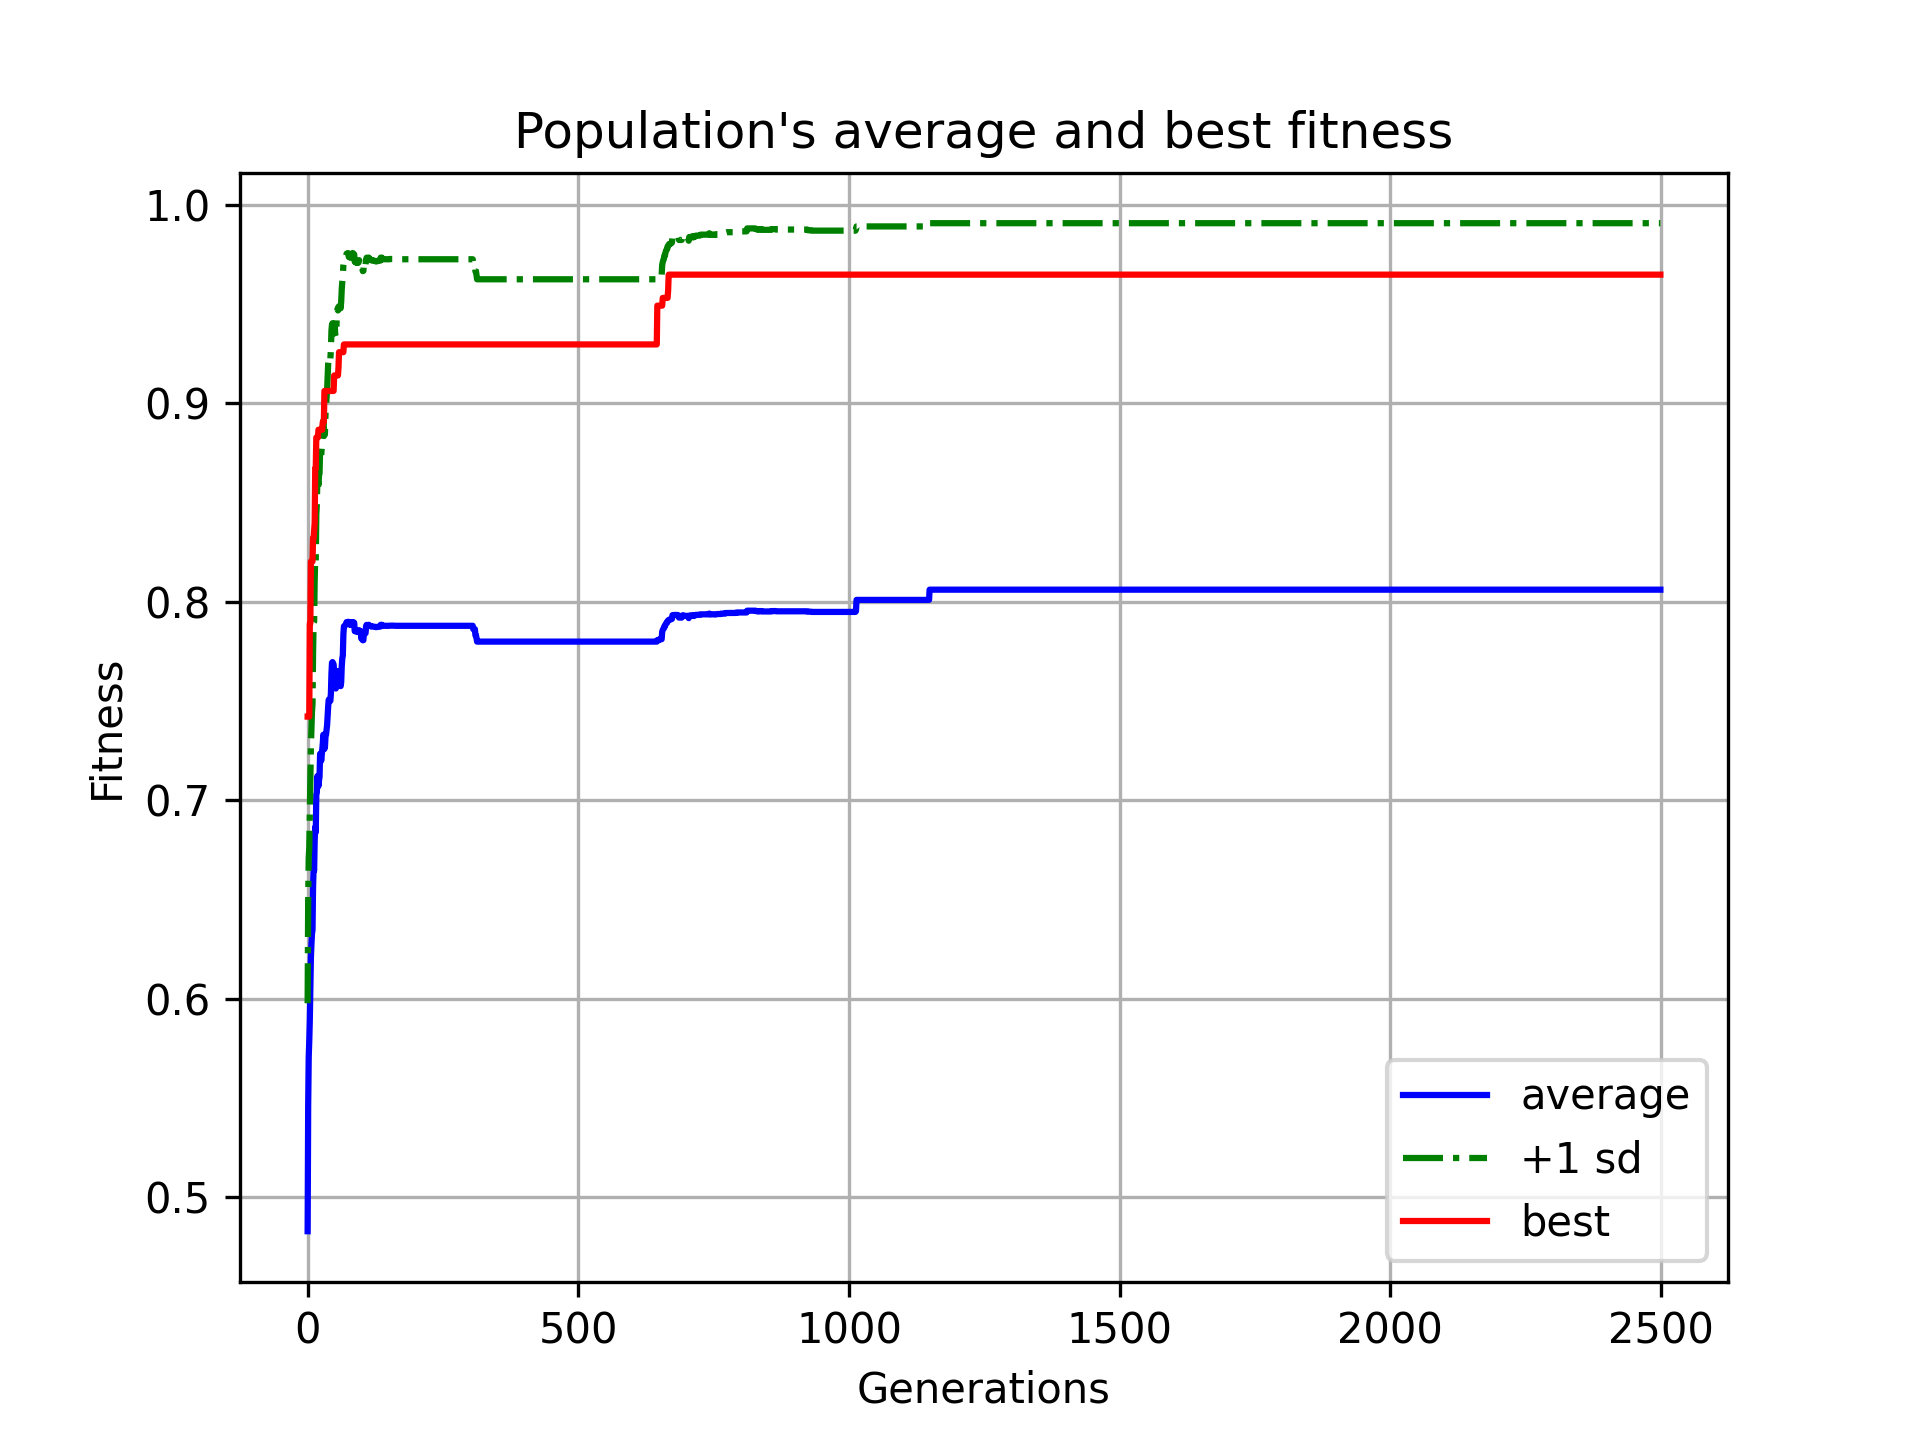 Population's average and best fitness
1.0
0.9
0.8
0.7
0.6
0.5
Fitness
0 500 1000 1500 2000 2500
Generations
average
+1 sd
best